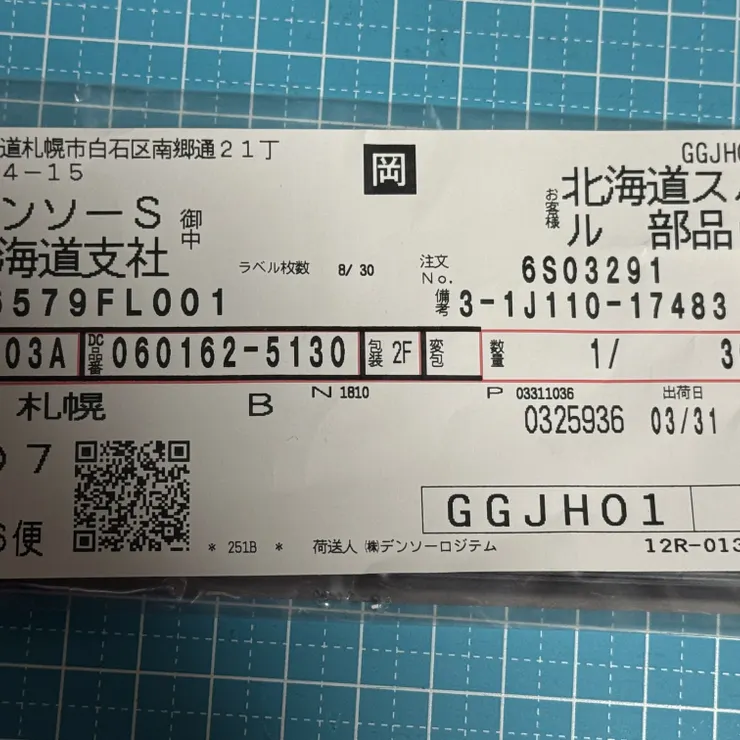 道札幌市白石区南郷通21丁
4-15
岡
GGJH0
ンソーS 御中
海道支社
お客様 北海道ス
ル 部品
ラベル枚数 8/30
注文No. 6S03291
579FL001
備考 3-1J110-17483
03A DC品番 060162-5130 包装 2F 変包 数量 1/ 3
札幌 B N 1810 P 03311036 出荷日
0325936 03/31
7
GGJH01
6便
* 251B * 荷送人 ㈱デンソーロジテム
12R-013